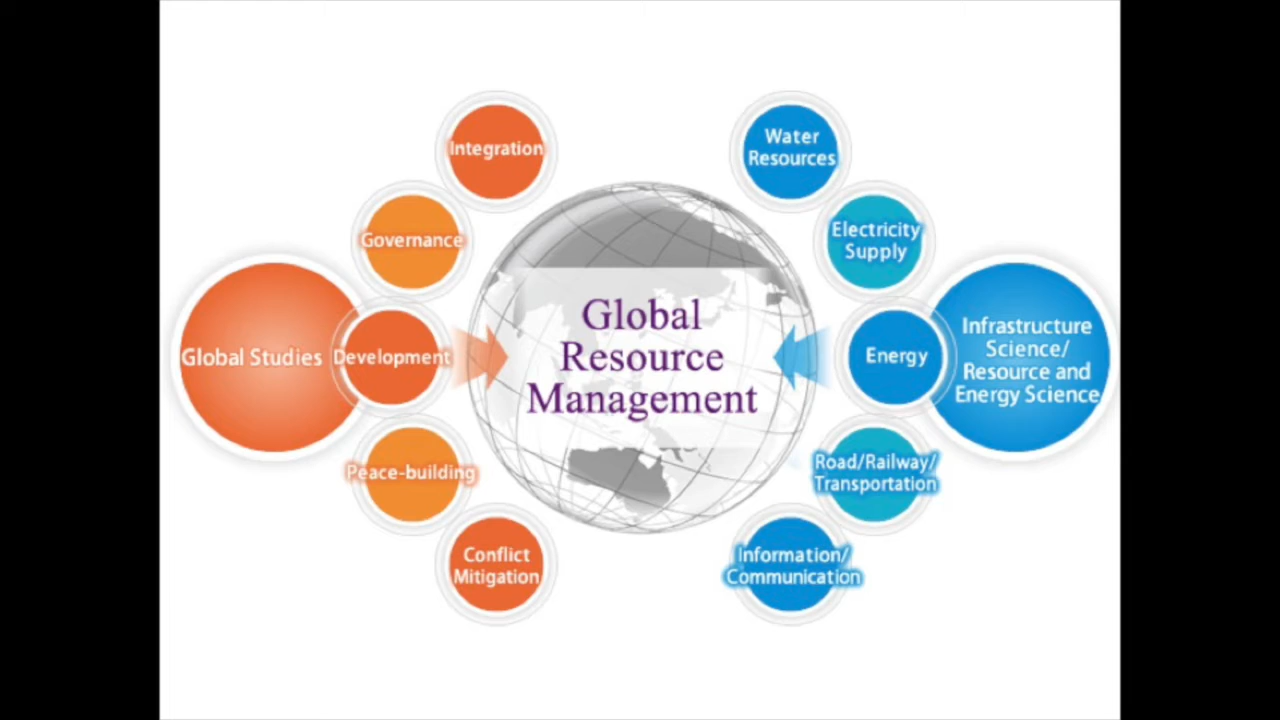 Integration
Governance
Global Studies
Development
Peace-building
Conflict
Mitigation
Global
Resource
Management
Water
Resources
Electricity
Supply
Energy
Infrastructure
Science/
Resource and
Energy Science
Road/Railway/
Transportation
Information/
Communication